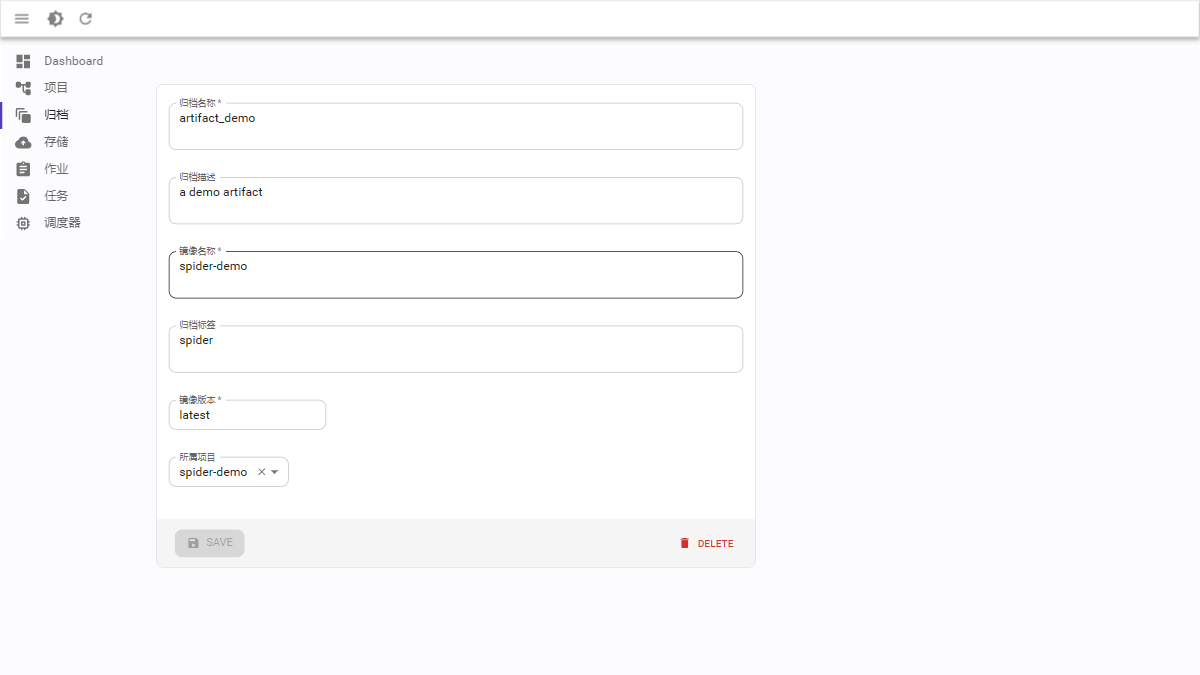 Dashboard
项目
归档
存储
作业
任务
调度器
归档名称 *
artifact_demo
归档描述
a demo artifact
镜像名称 *
spider-demo
归档标签
spider
镜像版本 *
latest
所属项目
spider-demo
SAVE
DELETE